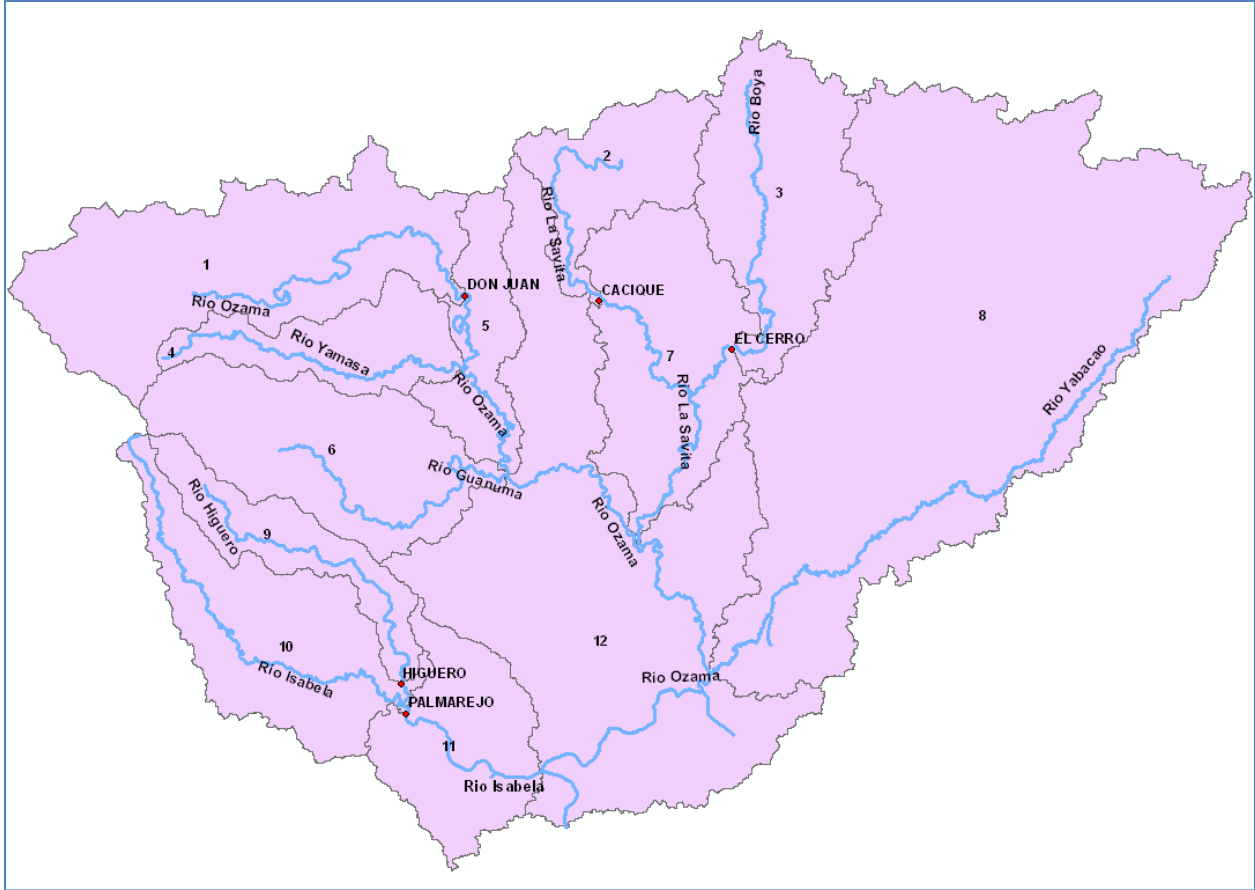 Rio Boya
2
3
Rio La Savita
1
DON JUAN
CACIQUE
Rio Ozama
5
8
Rio Yamasa
4
EL CERRO
7
Rio Yabacao
Rio Ozama
Rio La Savita
6
Rio Guanuma
Rio Higuero
9
Rio Ozama
12
10
Rio Isabela
HIGUERO
Rio Ozama
PALMAREJO
11
Rio Isabela